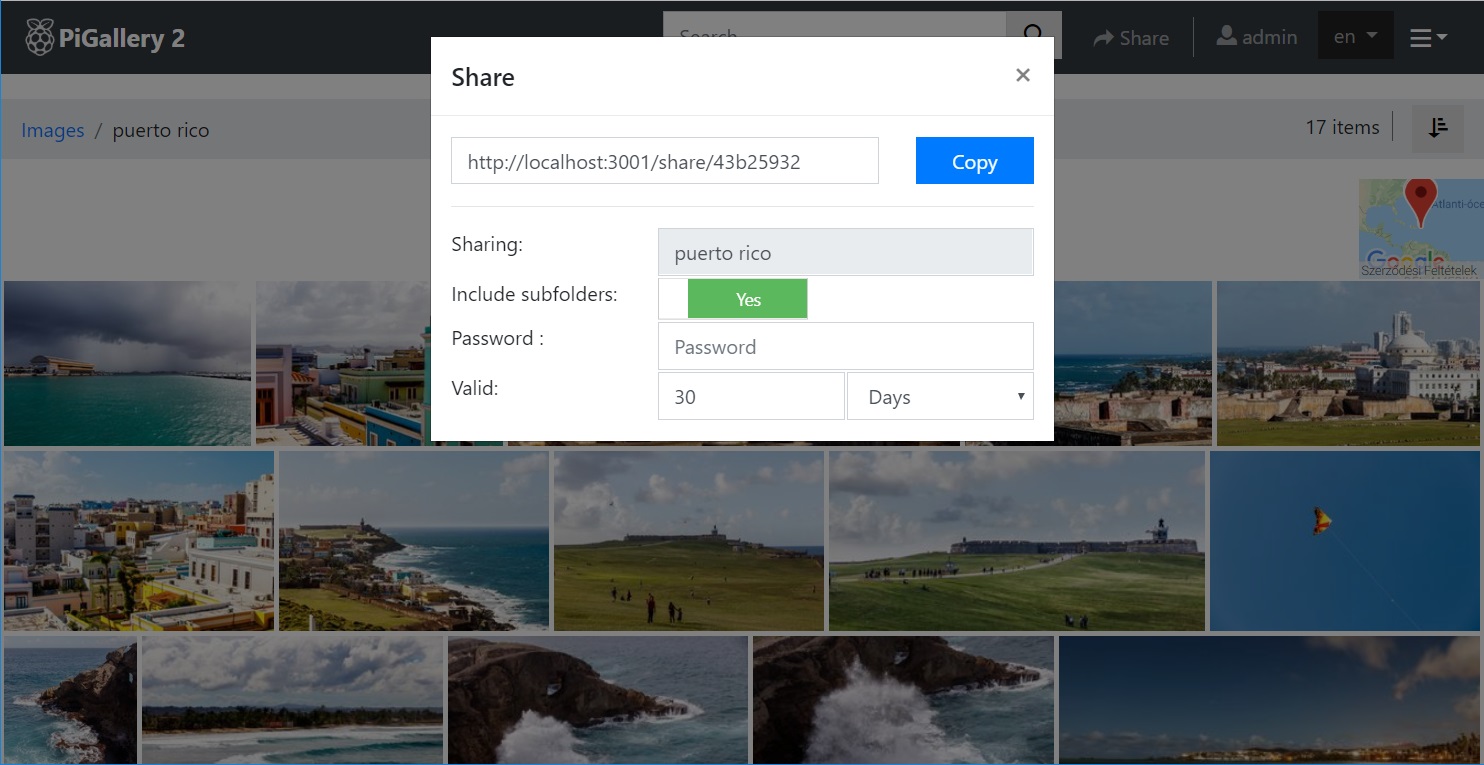 PiGallery 2
Search
Share
admin
en
Images / puerto rico
17 items
Share
×
http://localhost:3001/share/43b25932
Copy
Sharing:
puerto rico
Include subfolders:
Yes
Password :
Password
Valid:
30
Days
Atlanti-óce
Google
Szerződési Feltételek